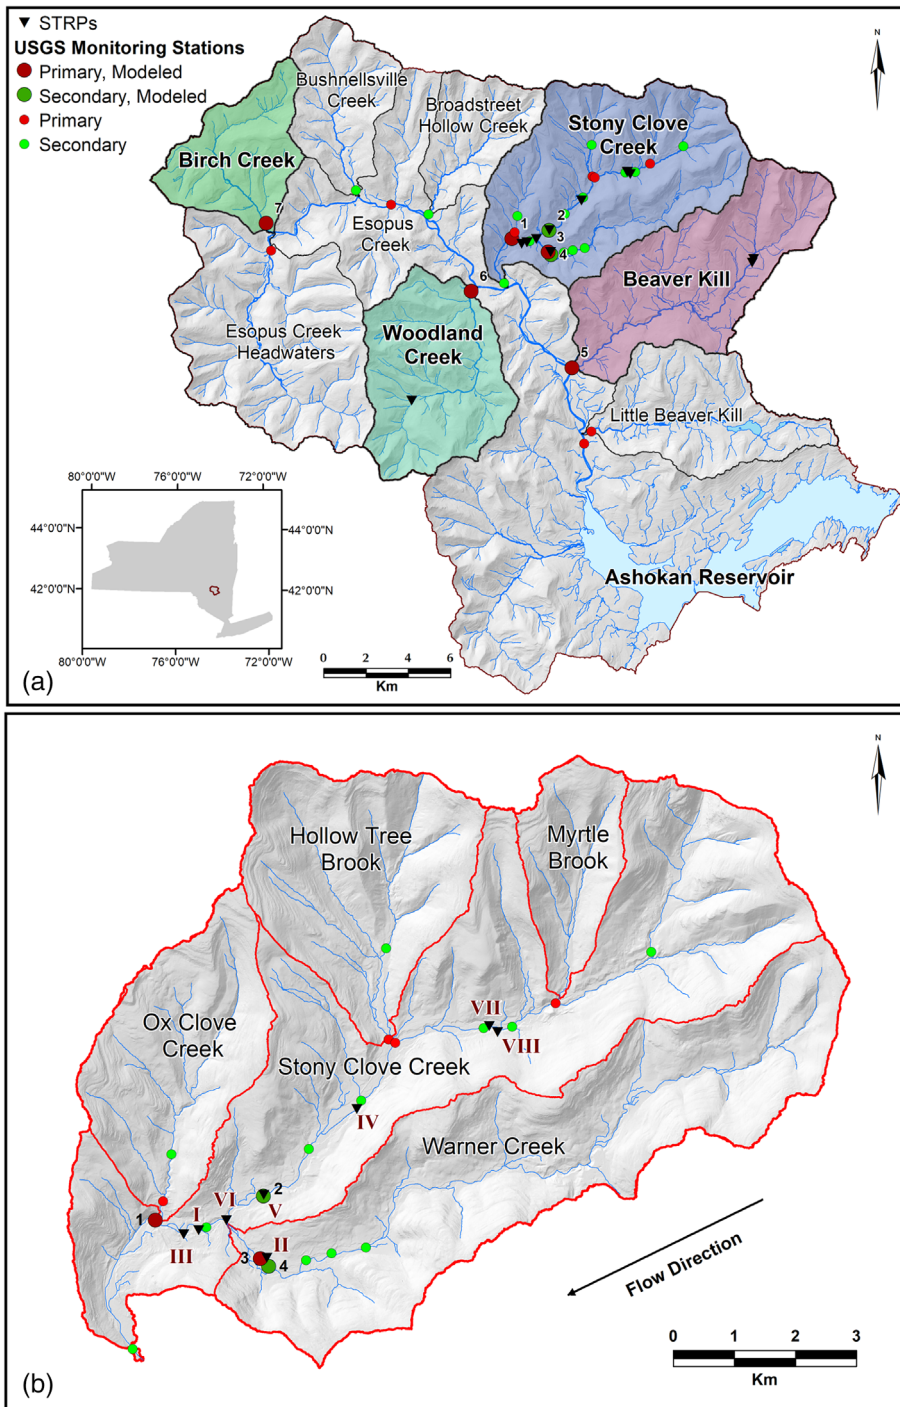 STRPs
USGS Monitoring Stations
Primary, Modeled
Secondary, Modeled
Primary
Secondary
N
Bushnellsville
Creek
Broadstreet
Hollow Creek
Stony Clove
Creek
Birch Creek
7
Esopus
Creek
1
2
3
4
6
Beaver Kill
Woodland
Creek
Esopus Creek
Headwaters
5
Little Beaver Kill
Ashokan Reservoir
80°0'0"W 76°0'0"W 72°0'0"W
44°0'0"N
44°0'0"N
42°0'0"N
42°0'0"N
80°0'0"W 76°0'0"W 72°0'0"W
0 2 4 6
Km
(a)
N
Hollow Tree
Brook
Myrtle
Brook
Ox Clove
Creek
VII
VIII
Stony Clove Creek
IV
Warner Creek
2
V
VI
I
1
III
II
3
4
Flow Direction
0 1 2 3
Km
(b)